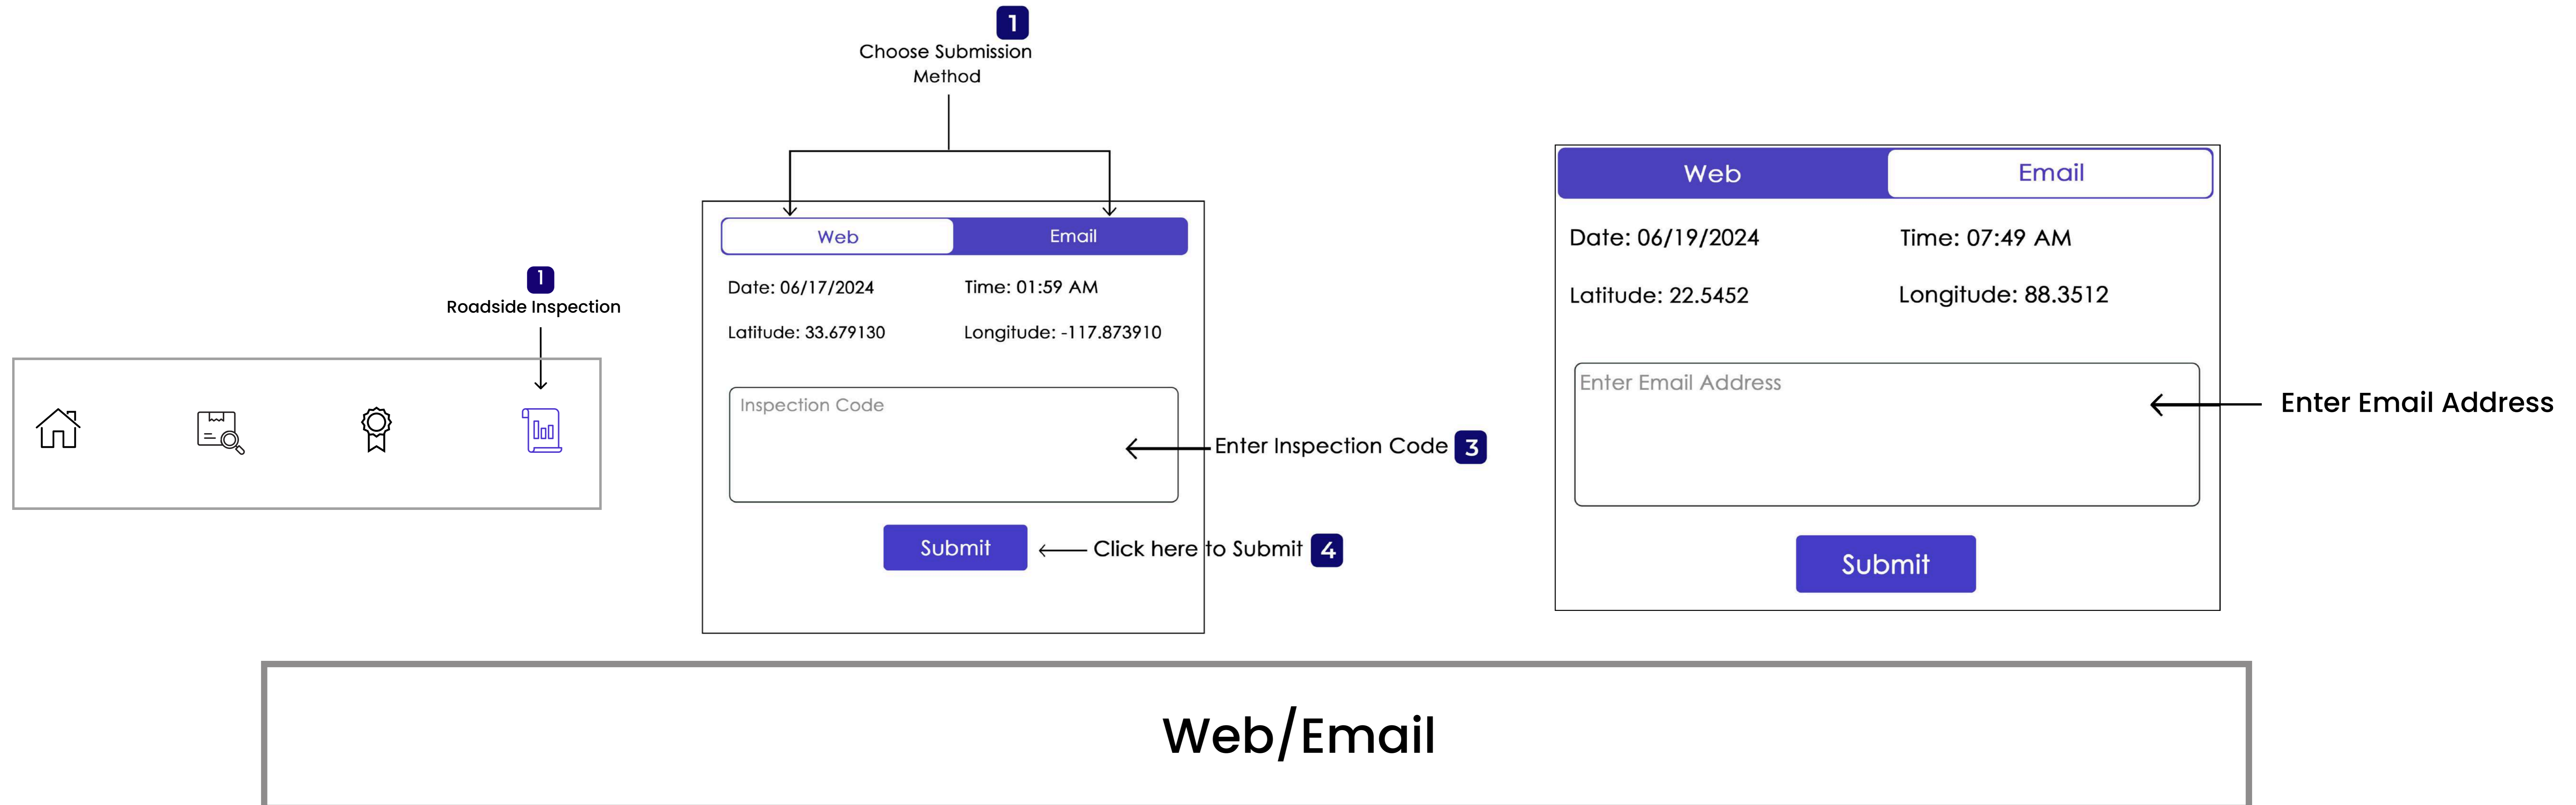 1
Roadside Inspection
1
Choose Submission
Method
Web Email
Date: 06/17/2024 Time: 01:59 AM
Latitude: 33.679130 Longitude: -117.873910
Inspection Code
Enter Inspection Code 3
Submit
Click here to Submit 4
Web Email
Date: 06/19/2024 Time: 07:49 AM
Latitude: 22.5452 Longitude: 88.3512
Enter Email Address
Enter Email Address
Submit
Web/Email